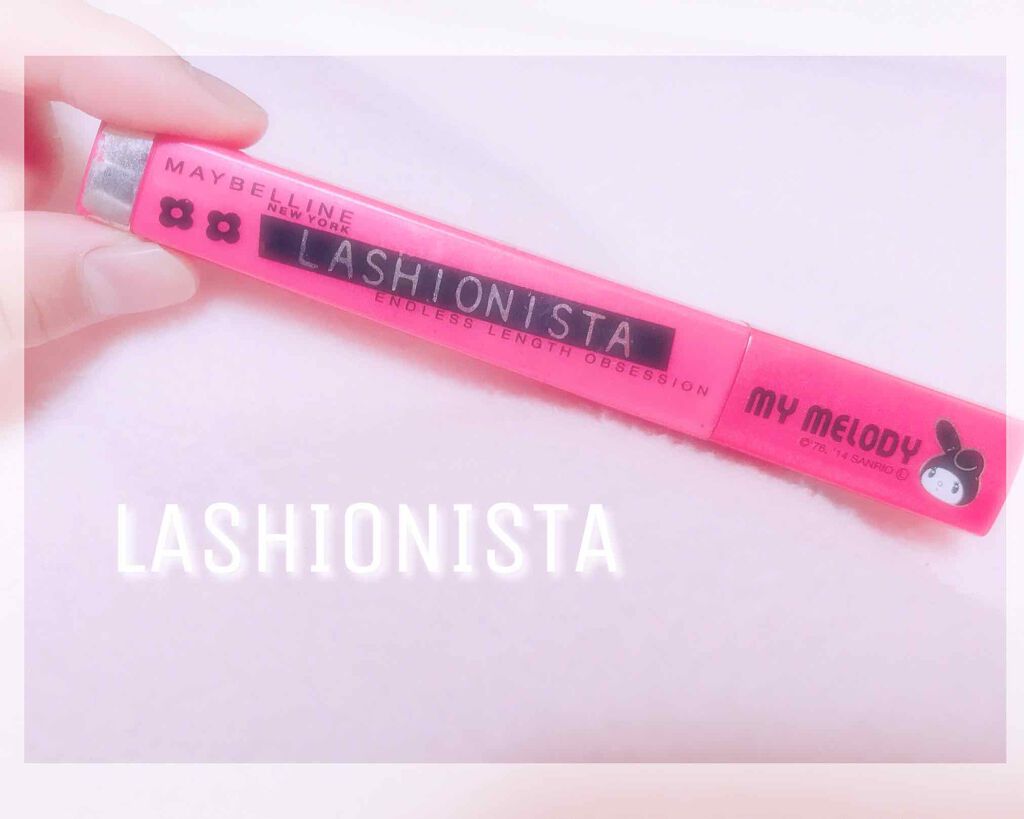 MAYBELLINE
NEW YORK
LASHIONISTA
ENDLESS LENGTH OBSESSION
MY MELODY
©'76, '14 SANRIO Ⓛ
LASHIONISTA